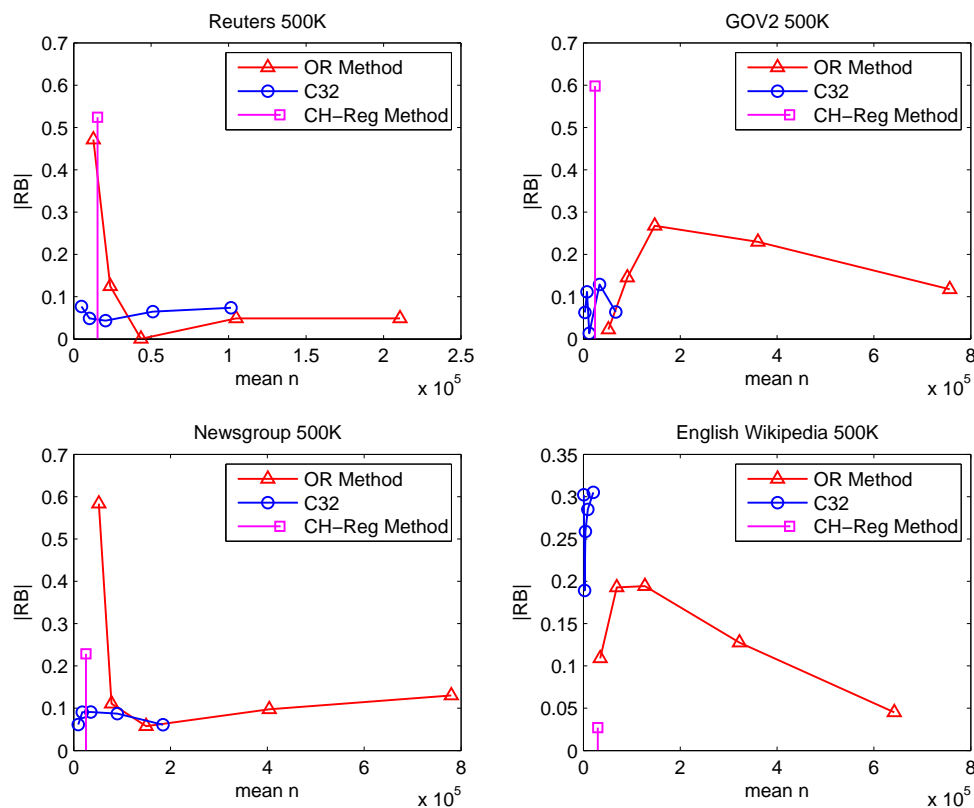 Reuters 500K
0.7
0.6
0.5
0.4
0.3
0.2
0.1
0
|RB|
OR Method
C32
CH−Reg Method
0 0.5 1 1.5 2 2.5
mean n
x 10^5
GOV2 500K
0.7
0.6
0.5
0.4
0.3
0.2
0.1
0
|RB|
OR Method
C32
CH−Reg Method
0 2 4 6 8
mean n
x 10^5
Newsgroup 500K
0.7
0.6
0.5
0.4
0.3
0.2
0.1
0
|RB|
OR Method
C32
CH−Reg Method
0 2 4 6 8
mean n
x 10^5
English Wikipedia 500K
0.35
0.3
0.25
0.2
0.15
0.1
0.05
0
|RB|
OR Method
C32
CH−Reg Method
0 2 4 6 8
mean n
x 10^5